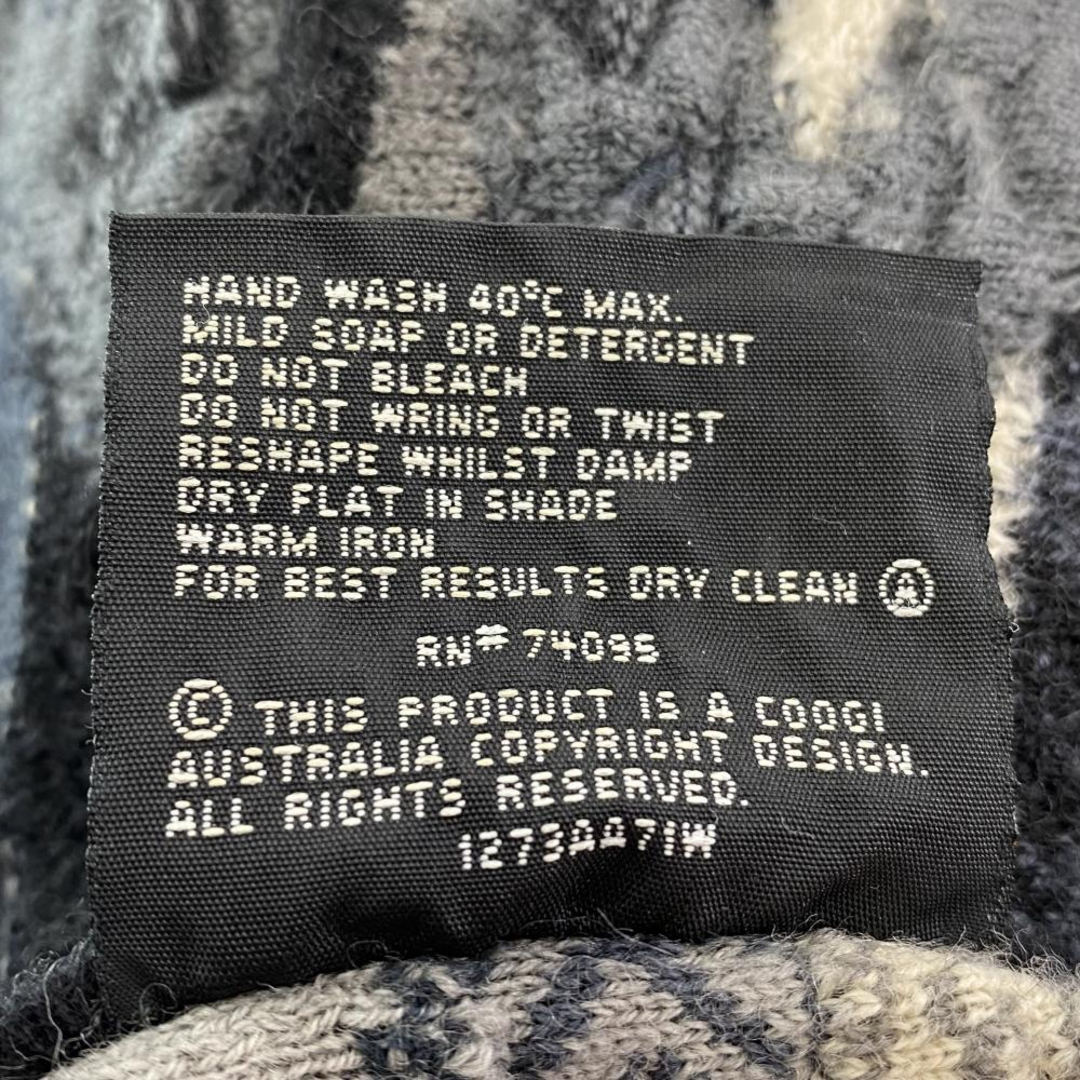 HAND WASH 40°C MAX.
MILD SOAP OR DETERGENT
DO NOT BLEACH
DO NOT WRING OR TWIST
RESHAPE WHILST DAMP
DRY FLAT IN SHADE
WARM IRON
FOR BEST RESULTS DRY CLEAN Ⓐ
RN# 74095
© THIS PRODUCT IS A COOGI
AUSTRALIA COPYRIGHT DESIGN.
ALL RIGHTS RESERVED.
1273AA71W